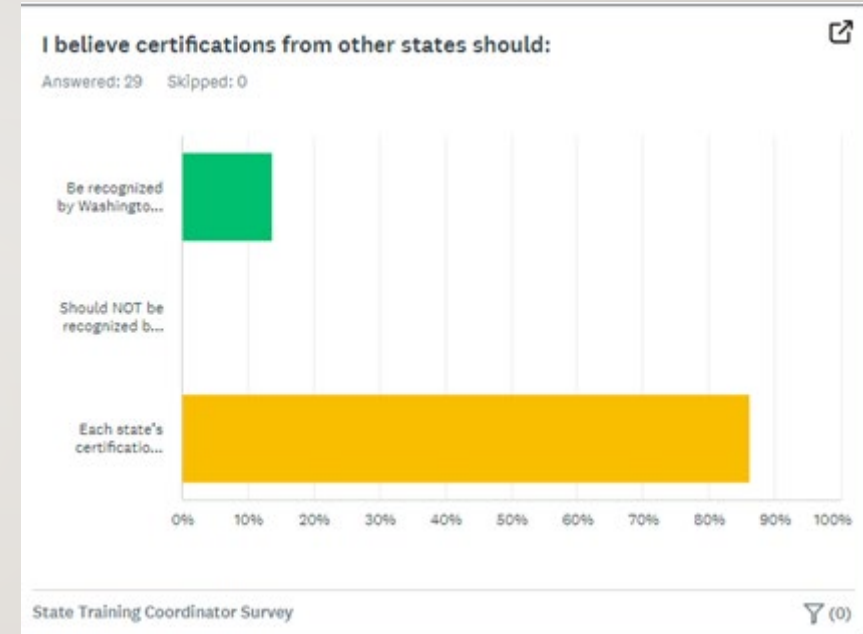 I believe certifications from other states should:
Answered: 29 Skipped: 0
Be recognized
by Washingto...
Should NOT be
recognized b...
Each state's
certificatio...
0% 10% 20% 30% 40% 50% 60% 70% 80% 90% 100%
State Training Coordinator Survey (0)